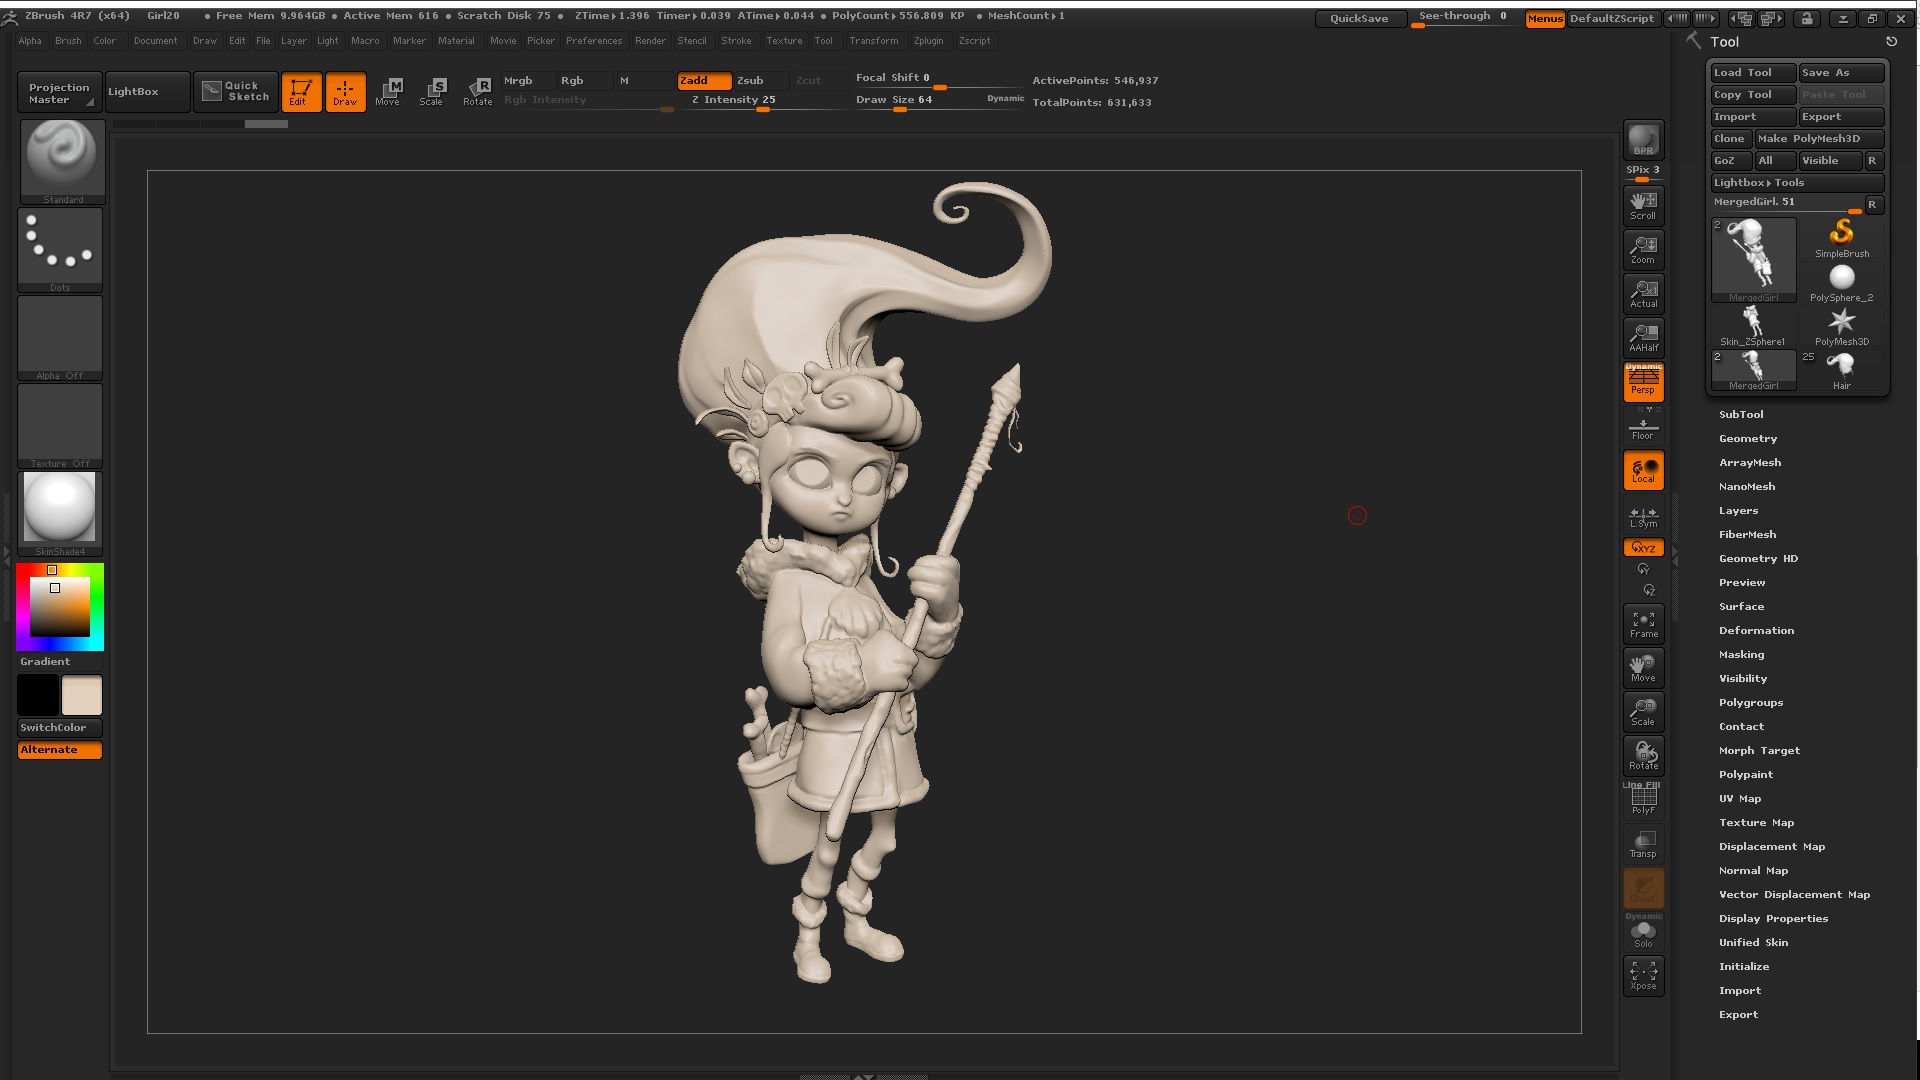 ZBrush 4R7 (x64) Girl20 • Free Mem 9.964GB • Active Mem 616 • Scratch Disk 75 • ZTime▸1.396 Timer▸0.039 ATime▸0.044 • PolyCount▸556.809 KP • MeshCount▸1 QuickSave See-through 0 Menus DefaultZScript
Alpha Brush Color Document Draw Edit File Layer Light Macro Marker Material Movie Picker Preferences Render Stencil Stroke Texture Tool Transform Zplugin Zscript
Projection Master
LightBox
Quick Sketch
Edit
Draw
Move
Scale
Rotate
M
S
R
Mrgb Rgb M Zadd Zsub Zcut
Rgb Intensity Z Intensity 25
Focal Shift 0
Draw Size 64 Dynamic
ActivePoints: 546,937
TotalPoints: 631,633
Standard
Dots
Alpha Off
Texture Off
SkinShade4
Gradient
SwitchColor
Alternate
BPR
SPix 3
Scroll
Zoom
Actual
AAHalf
Dynamic
Persp
Floor
Local
L.Sym
XYZ
Y
Z
Frame
Move
Scale
Rotate
Line Fill
PolyF
Transp
Ghost
Dynamic
Solo
Xpose
Tool
Load Tool Save As
Copy Tool Paste Tool
Import Export
Clone Make PolyMesh3D
GoZ All Visible R
Lightbox▸Tools
MergedGirl. 51 R
2
MergedGirl
SimpleBrush
PolySphere_2
Skin_ZSphere1
PolyMesh3D
2
MergedGirl
25
Hair
SubTool
Geometry
ArrayMesh
NanoMesh
Layers
FiberMesh
Geometry HD
Preview
Surface
Deformation
Masking
Visibility
Polygroups
Contact
Morph Target
Polypaint
UV Map
Texture Map
Displacement Map
Normal Map
Vector Displacement Map
Display Properties
Unified Skin
Initialize
Import
Export